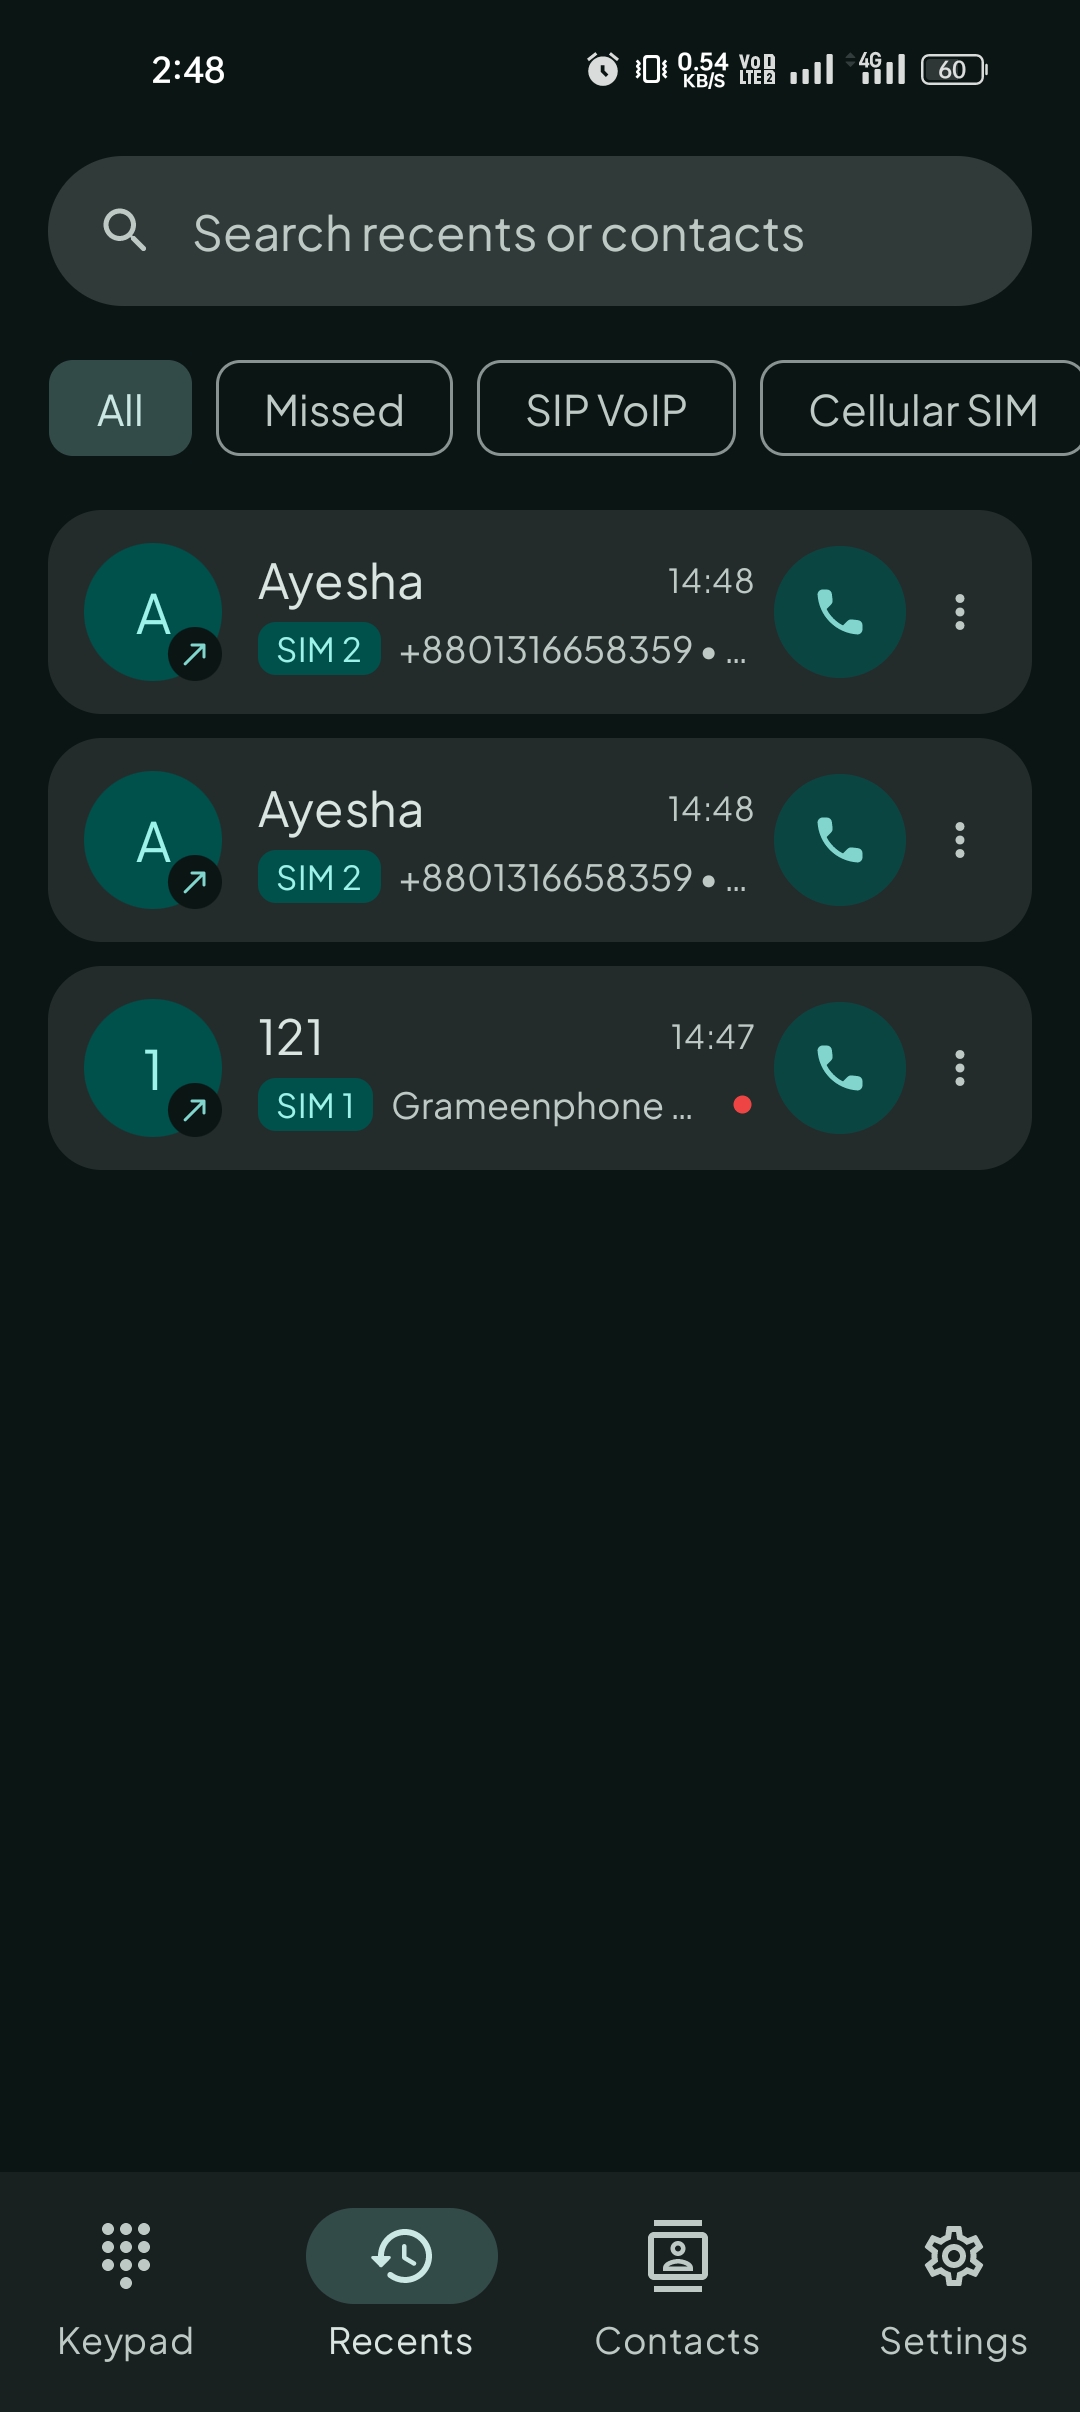 2:48
0.54 KB/S
VoLTE 1 2
4G
60
Search recents or contacts
All
Missed
SIP VoIP
Cellular SIM
A
Ayesha
14:48
SIM 2
+8801316658359 • ...
A
Ayesha
14:48
SIM 2
+8801316658359 • ...
1
121
14:47
SIM 1
Grameenphone ...
Keypad
Recents
Contacts
Settings